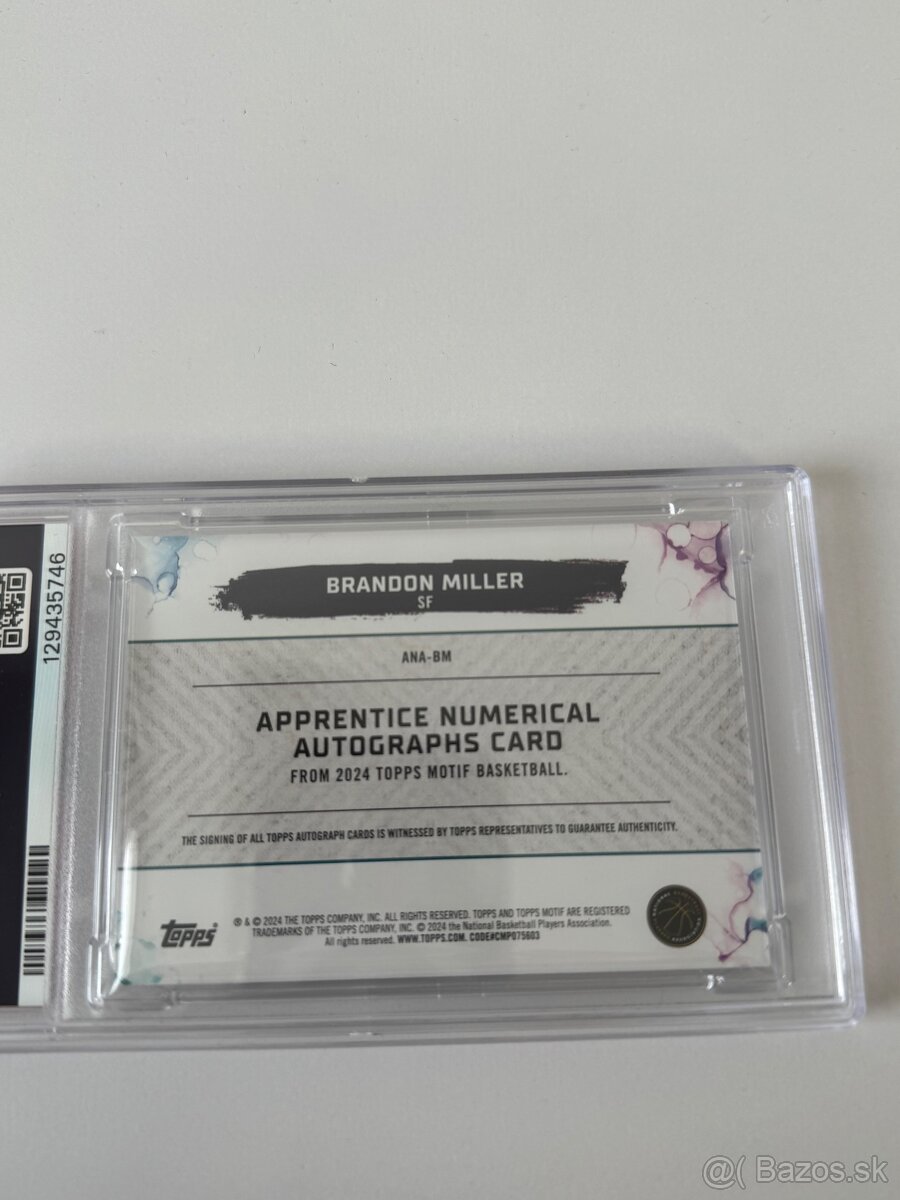 129435746
BRANDON MILLER
SF
ANA-BM
APPRENTICE NUMERICAL
AUTOGRAPHS CARD
FROM 2024 TOPPS MOTIF BASKETBALL.
THE SIGNING OF ALL TOPPS AUTOGRAPH CARDS IS WITNESSED BY TOPPS REPRESENTATIVES TO GUARANTEE AUTHENTICITY.
Topps
® & © 2024 THE TOPPS COMPANY, INC. ALL RIGHTS RESERVED. TOPPS AND TOPPS MOTIF ARE REGISTERED
TRADEMARKS OF THE TOPPS COMPANY, INC. © 2024 the National Basketball Players Association.
All rights reserved. WWW.TOPPS.COM. CODE#CMP075603
@( Bazos.sk